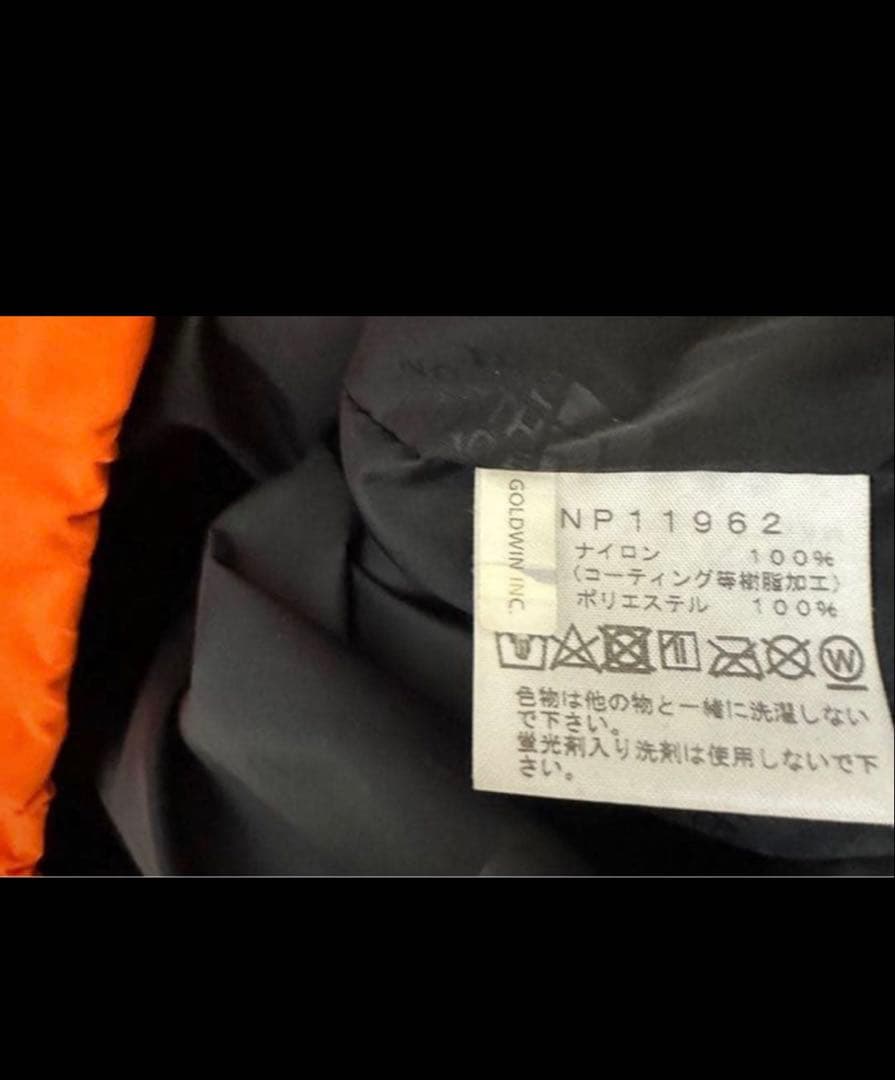 GOLDWIN INC.
NP11962
ナイロン 100%
(コーティング等樹脂加工)
ポリエステル 100%
W
色物は他の物と一緒に洗濯しない
で下さい。
蛍光剤入り洗剤は使用しないで下
さい。